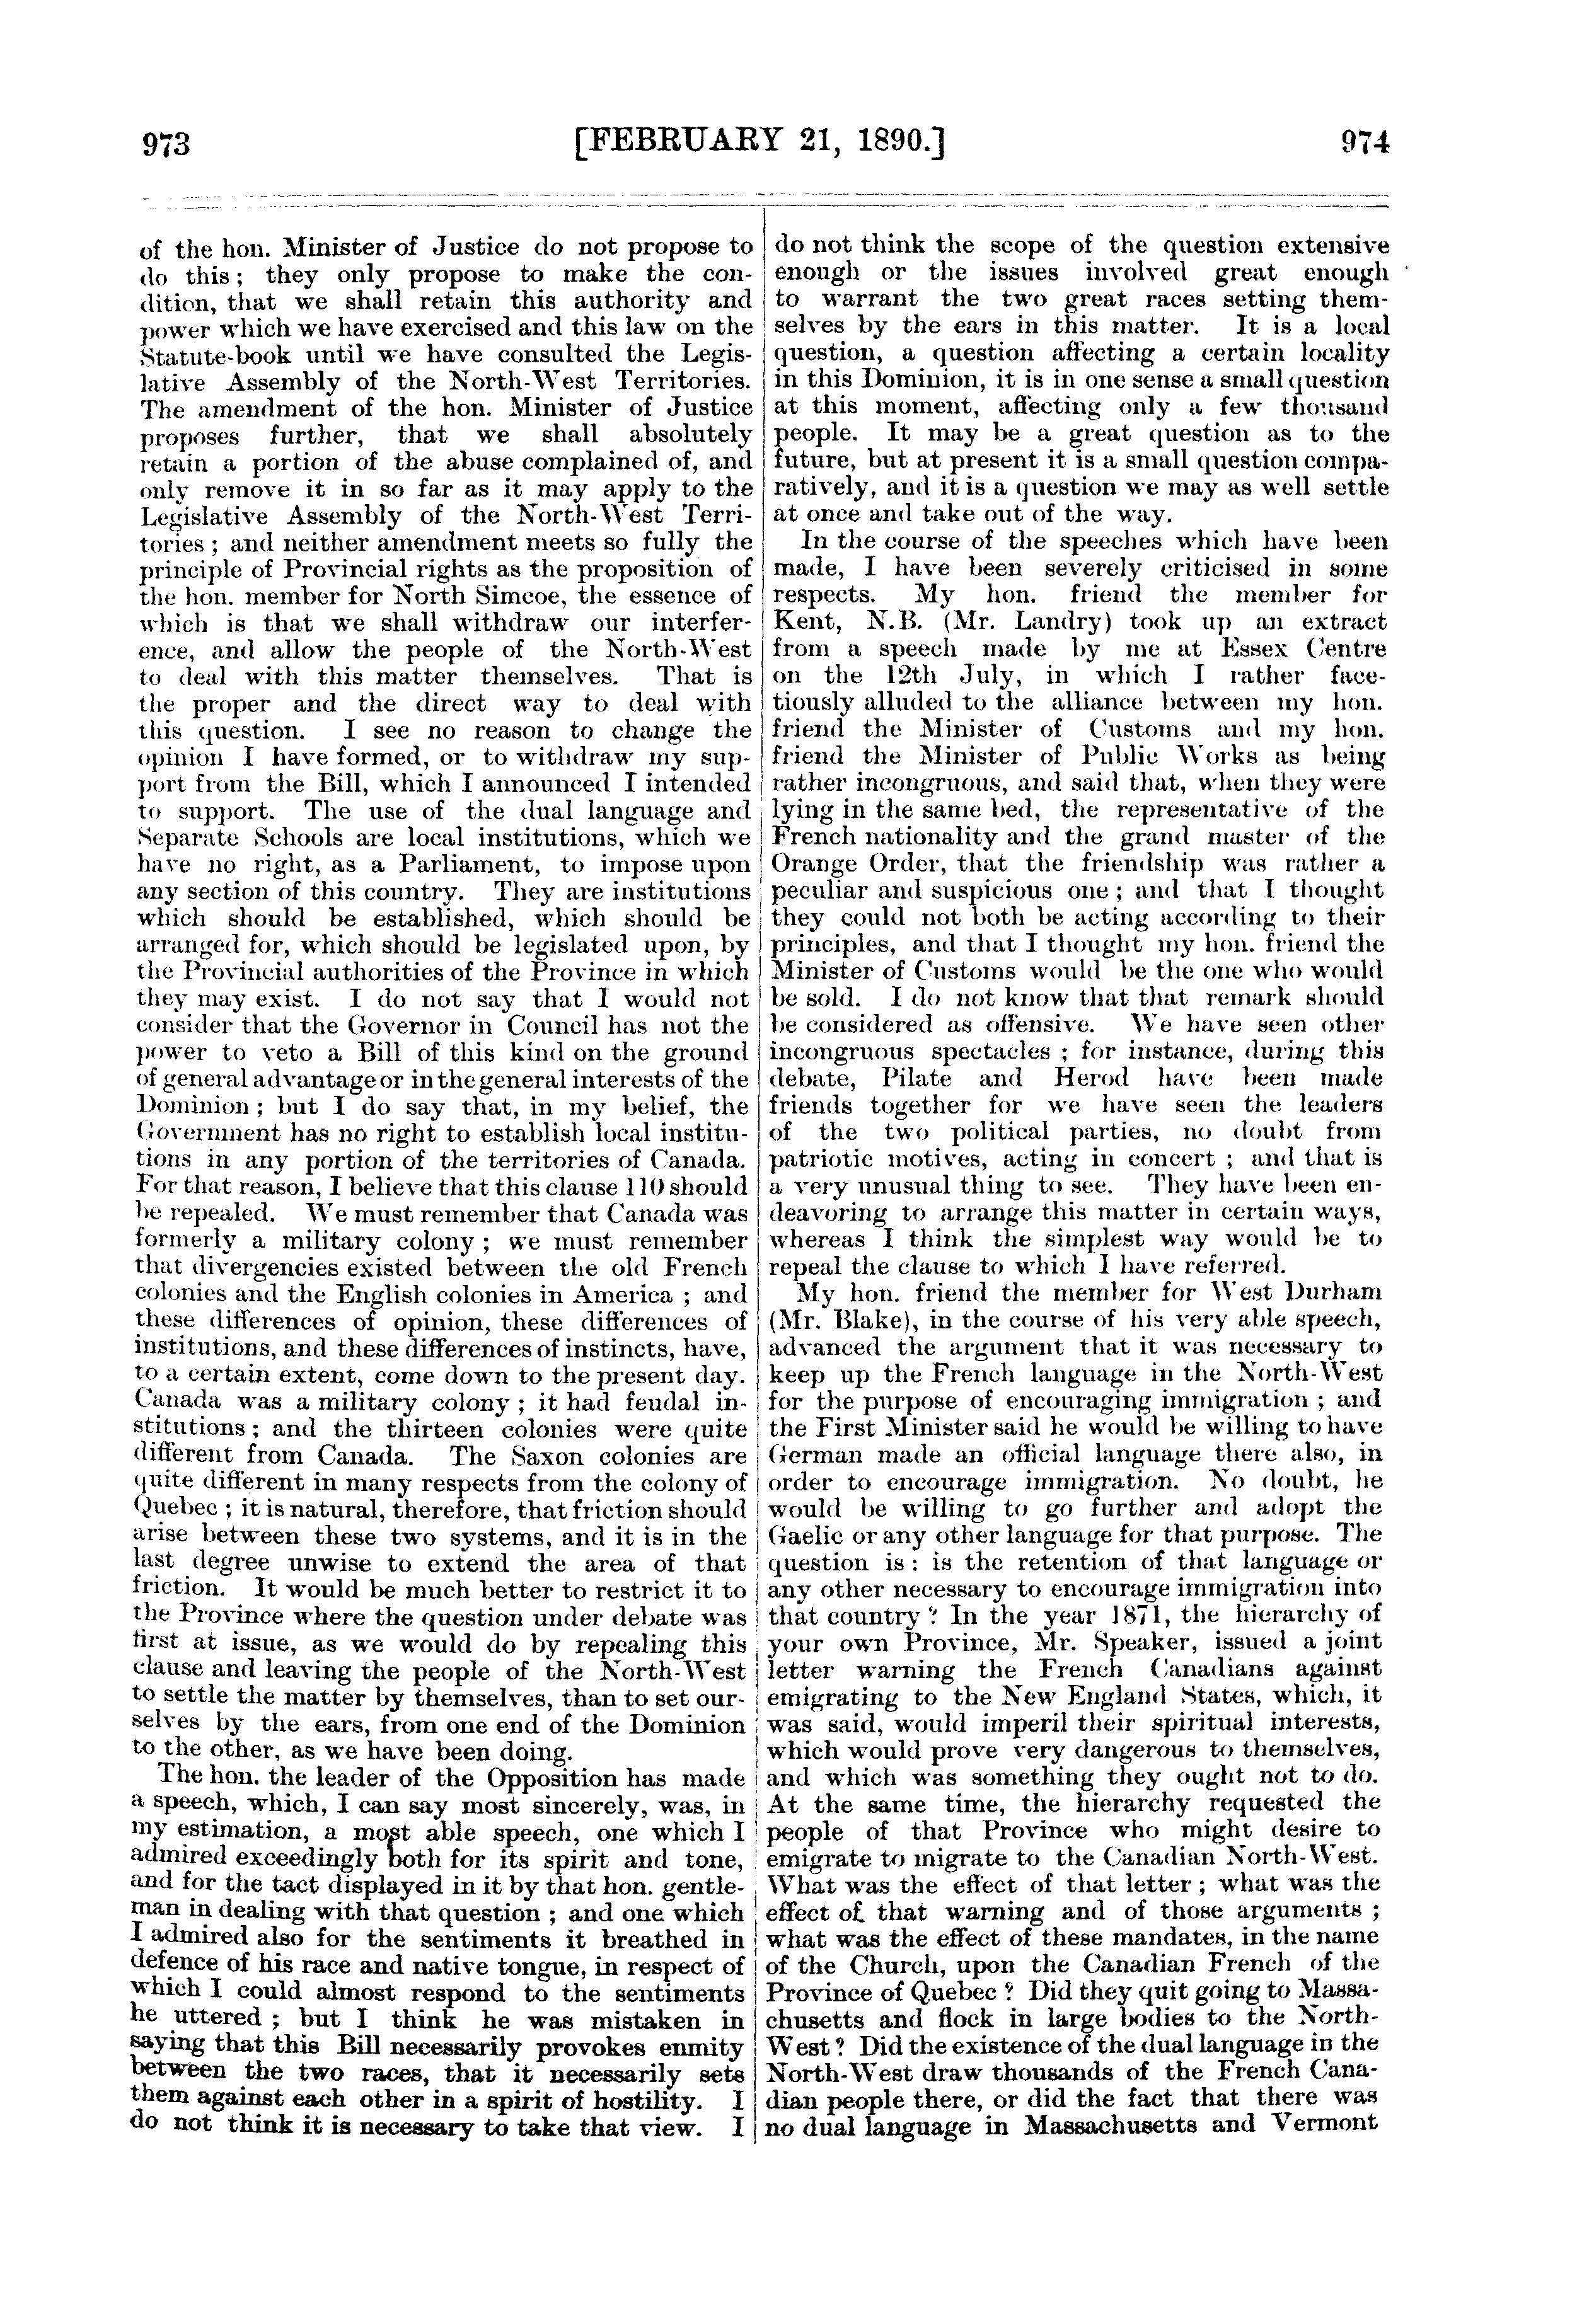 973
[FEBRUARY 21, 1890.]
974
of the hon. Minister of Justice do not propose to
do this; they only propose to make the con-
dition, that we shall retain this authority and
power which we have exercised and this law on the
Statute-book until we have consulted the Legis-
lative Assembly of the North-West Territories.
The amendment of the hon. Minister of Justice
proposes further, that we shall absolutely
retain a portion of the abuse complained of, and
only remove it in so far as it may apply to the
Legislative Assembly of the North-West Terri-
tories; and neither amendment meets so fully the
principle of Provincial rights as the proposition of
the hon. member for North Simcoe, the essence of
which is that we shall withdraw our interfer-
ence, and allow the people of the North-West
to deal with this matter themselves. That is
the proper and the direct way to deal with
this question. I see no reason to change the
opinion I have formed, or to withdraw my sup-
port from the Bill, which I announced I intended
to support. The use of the dual language and
Separate Schools are local institutions, which we
have no right, as a Parliament, to impose upon
any section of this country. They are institutions
which should be established, which should be
arranged for, which should be legislated upon, by
the Provincial authorities of the Province in which
they may exist. I do not say that I would not
consider that the Governor in Council has not the
power to veto a Bill of this kind on the ground
of general advantage or in the general interests of the
Dominion; but I do say that, in my belief, the
Government has no right to establish local institu-
tions in any portion of the territories of Canada.
For that reason, I believe that this clause 110 should
be repealed. We must remember that Canada was
formerly a military colony; we must remember
that divergencies existed between the old French
colonies and the English colonies in America; and
these differences of opinion, these differences of
institutions, and these differences of instincts, have,
to a certain extent, come down to the present day.
Canada was a military colony; it had feudal in-
stitutions; and the thirteen colonies were quite
different from Canada. The Saxon colonies are
quite different in many respects from the colony of
Quebec; it is natural, therefore, that friction should
arise between these two systems, and it is in the
last degree unwise to extend the area of that
friction. It would be much better to restrict it to
the Province where the question under debate was
first at issue, as we would do by repealing this
clause and leaving the people of the North-West
to settle the matter by themselves, than to set our-
selves by the ears, from one end of the Dominion
to the other, as we have been doing.
The hon. the leader of the Opposition has made
a speech, which, I can say most sincerely, was, in
my estimation, a most able speech, one which I
admired exceedingly both for its spirit and tone,
and for the tact displayed in it by that hon. gentle-
man in dealing with that question; and one which
I admired also for the sentiments it breathed in
defence of his race and native tongue, in respect of
which I could almost respond to the sentiments
he uttered; but I think he was mistaken in
saying that this Bill necessarily provokes enmity
between the two races, that it necessarily sets
them against each other in a spirit of hostility. I
do not think it is necessary to take that view. I
do not think the scope of the question extensive
enough or the issues involved great enough
to warrant the two great races setting them-
selves by the ears in this matter. It is a local
question, a question affecting a certain locality
in this Dominion, it is in one sense a small question
at this moment, affecting only a few thousand
people. It may be a great question as to the
future, but at present it is a small question compa-
ratively, and it is a question we may as well settle
at once and take out of the way.
In the course of the speeches which have been
made, I have been severely criticised in some
respects. My hon. friend the member for
Kent, N.B. (Mr. Landry) took up an extract
from a speech made by me at Essex Centre
on the 12th July, in which I rather face-
tiously alluded to the alliance between my hon.
friend the Minister of Customs and my hon.
friend the Minister of Public Works as being
rather incongruous, and said that, when they were
lying in the same bed, the representative of the
French nationality and the grand master of the
Orange Order, that the friendship was rather a
peculiar and suspicious one; and that I thought
they could not both be acting according to their
principles, and that I thought my hon. friend the
Minister of Customs would be the one who would
be sold. I do not know that that remark should
be considered as offensive. We have seen other
incongruous spectacles; for instance, during this
debate, Pilate and Herod have been made
friends together for we have seen the leaders
of the two political parties, no doubt from
patriotic motives, acting in concert; and that is
a very unusual thing to see. They have been en-
deavoring to arrange this matter in certain ways,
whereas I think the simplest way would be to
repeal the clause to which I have referred.
My hon. friend the member for West Durham
(Mr. Blake), in the course of his very able speech,
advanced the argument that it was necessary to
keep up the French language in the North-West
for the purpose of encouraging immigration; and
the First Minister said he would be willing to have
German made an official language there also, in
order to encourage immigration. No doubt, he
would be willing to go further and adopt the
Gaelic or any other language for that purpose. The
question is: is the retention of that language or
any other necessary to encourage immigration into
that country? In the year 1871, the hierarchy of
your own Province, Mr. Speaker, issued a joint
letter warning the French Canadians against
emigrating to the New England States, which, it
was said, would imperil their spiritual interests,
which would prove very dangerous to themselves,
and which was something they ought not to do.
At the same time, the hierarchy requested the
people of that Province who might desire to
emigrate to migrate to the Canadian North-West.
What was the effect of that letter; what was the
effect of that warning and of those arguments;
what was the effect of these mandates, in the name
of the Church, upon the Canadian French of the
Province of Quebec? Did they quit going to Massa-
chusetts and flock in large bodies to the North-
West? Did the existence of the dual language in the
North-West draw thousands of the French Cana-
dian people there, or did the fact that there was
no dual language in Massachusetts and Vermont